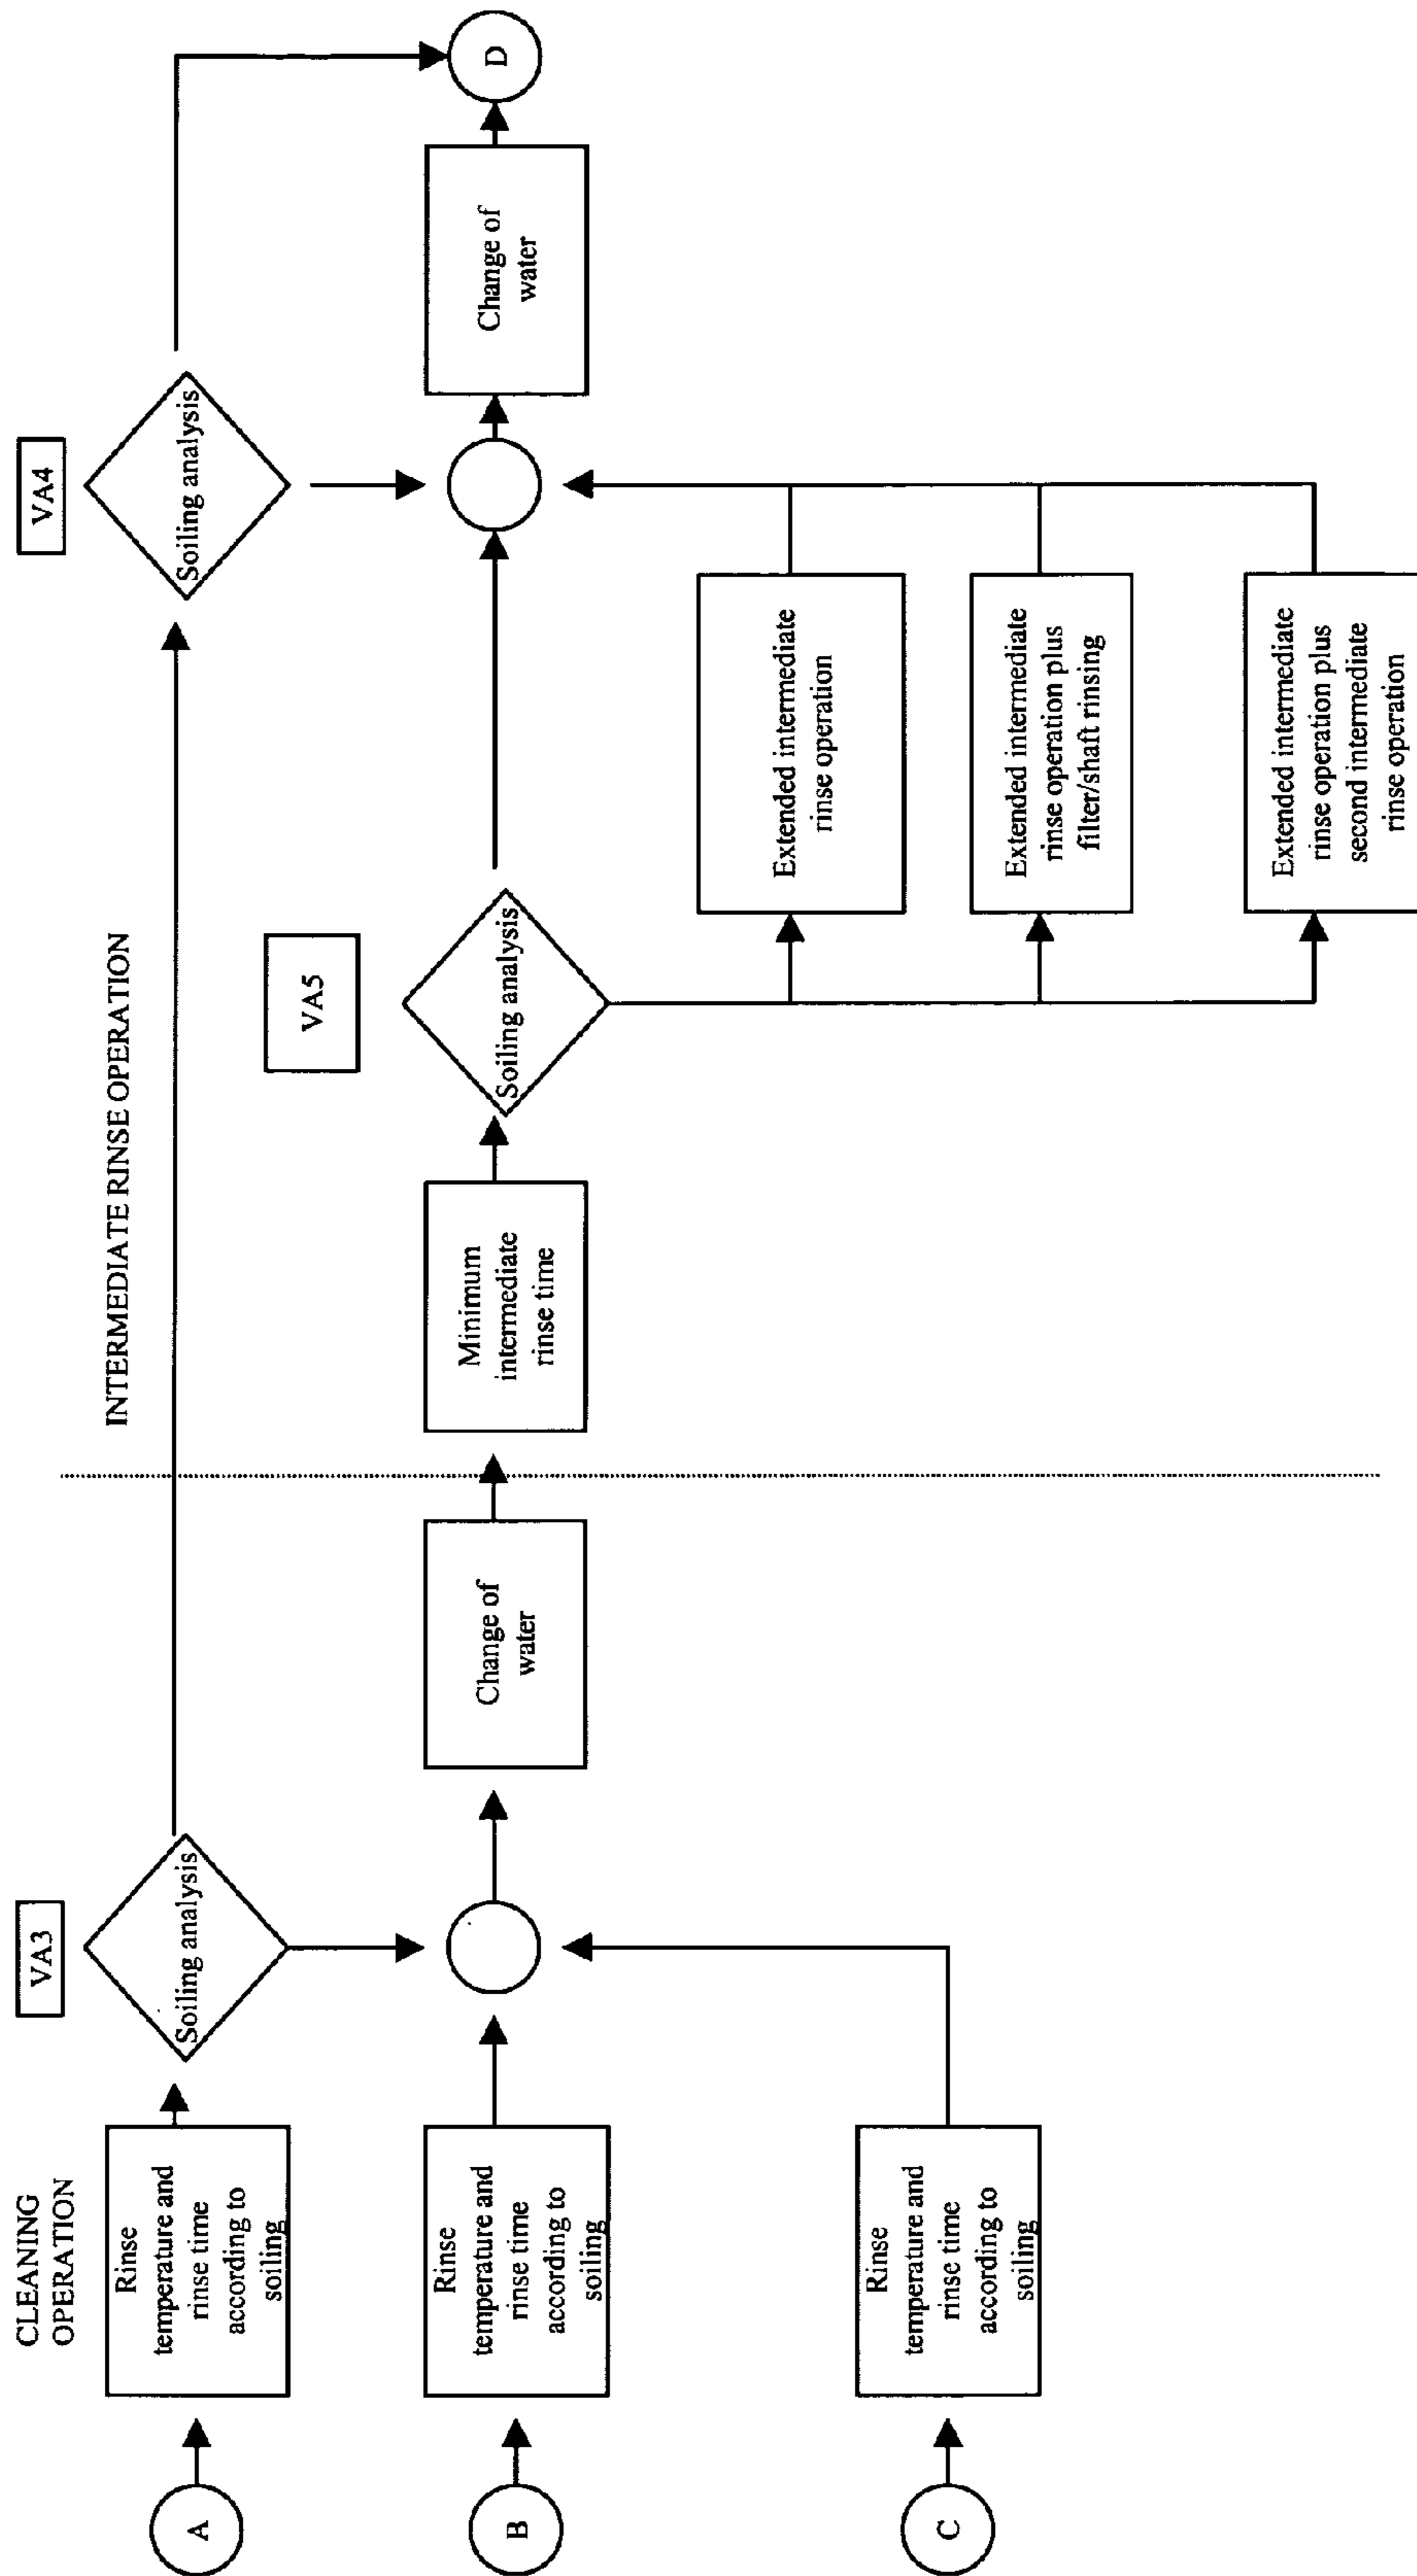 CLEANING
OPERATION
INTERMEDIATE RINSE OPERATION
VA3
VA4
A
Rinse
temperature and
rinse time
according to
soiling
Soiling analysis
Soiling analysis
VA5
B
Rinse
temperature and
rinse time
according to
soiling
Change of
water
Minimum
intermediate
rinse time
Soiling analysis
Change of
water
D
Extended intermediate
rinse operation
C
Rinse
temperature and
rinse time
according to
soiling
Extended intermediate
rinse operation plus
filter/shaft rinsing
Extended intermediate
rinse operation plus
second intermediate
rinse operation